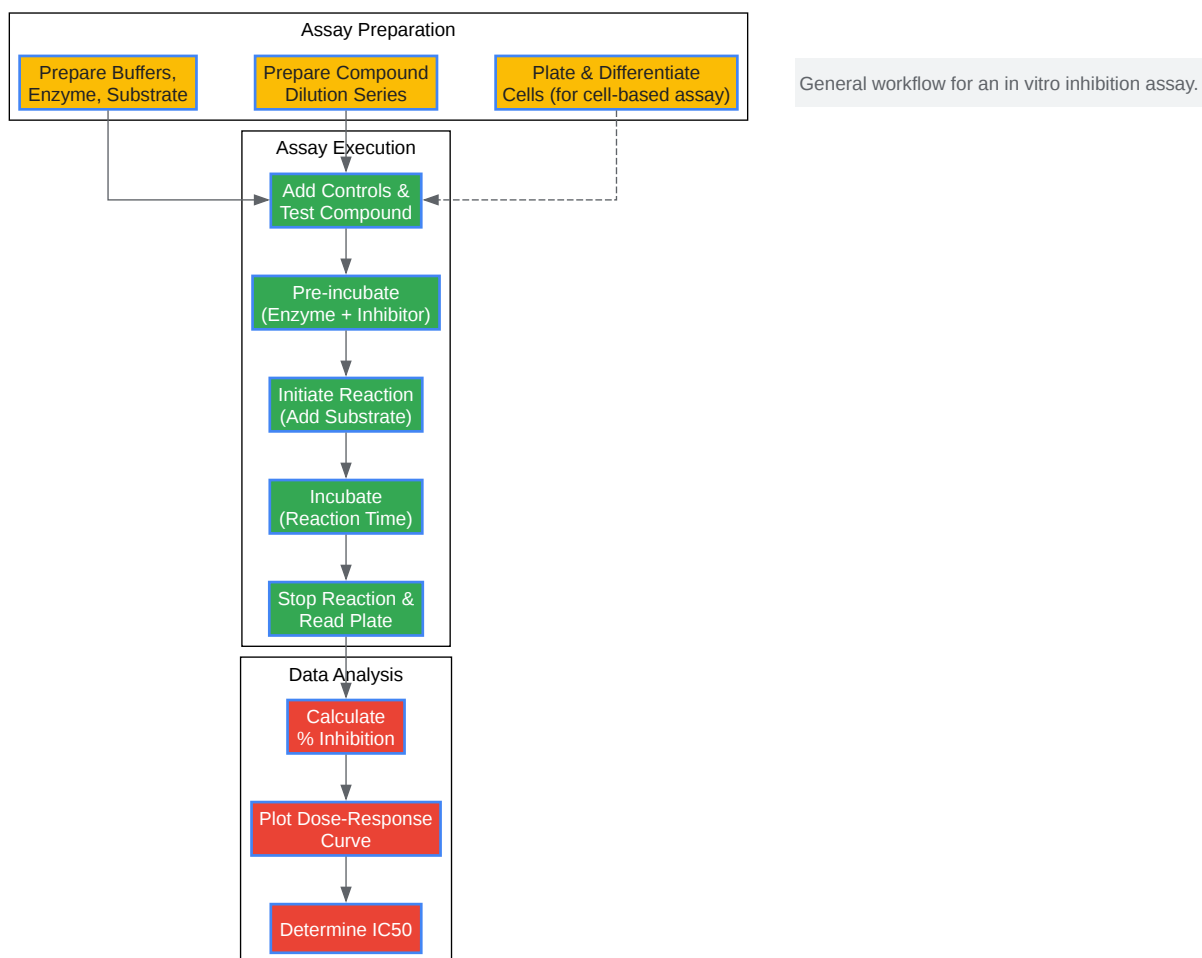 Assay Preparation
Prepare Buffers,
Enzyme, Substrate
Prepare Compound
Dilution Series
Plate & Differentiate
Cells (for cell-based assay)
General workflow for an in vitro inhibition assay.
Assay Execution
Add Controls &
Test Compound
Pre-incubate
(Enzyme + Inhibitor)
Initiate Reaction
(Add Substrate)
Incubate
(Reaction Time)
Stop Reaction &
Read Plate
Data Analysis
Calculate
% Inhibition
Plot Dose-Response
Curve
Determine IC50